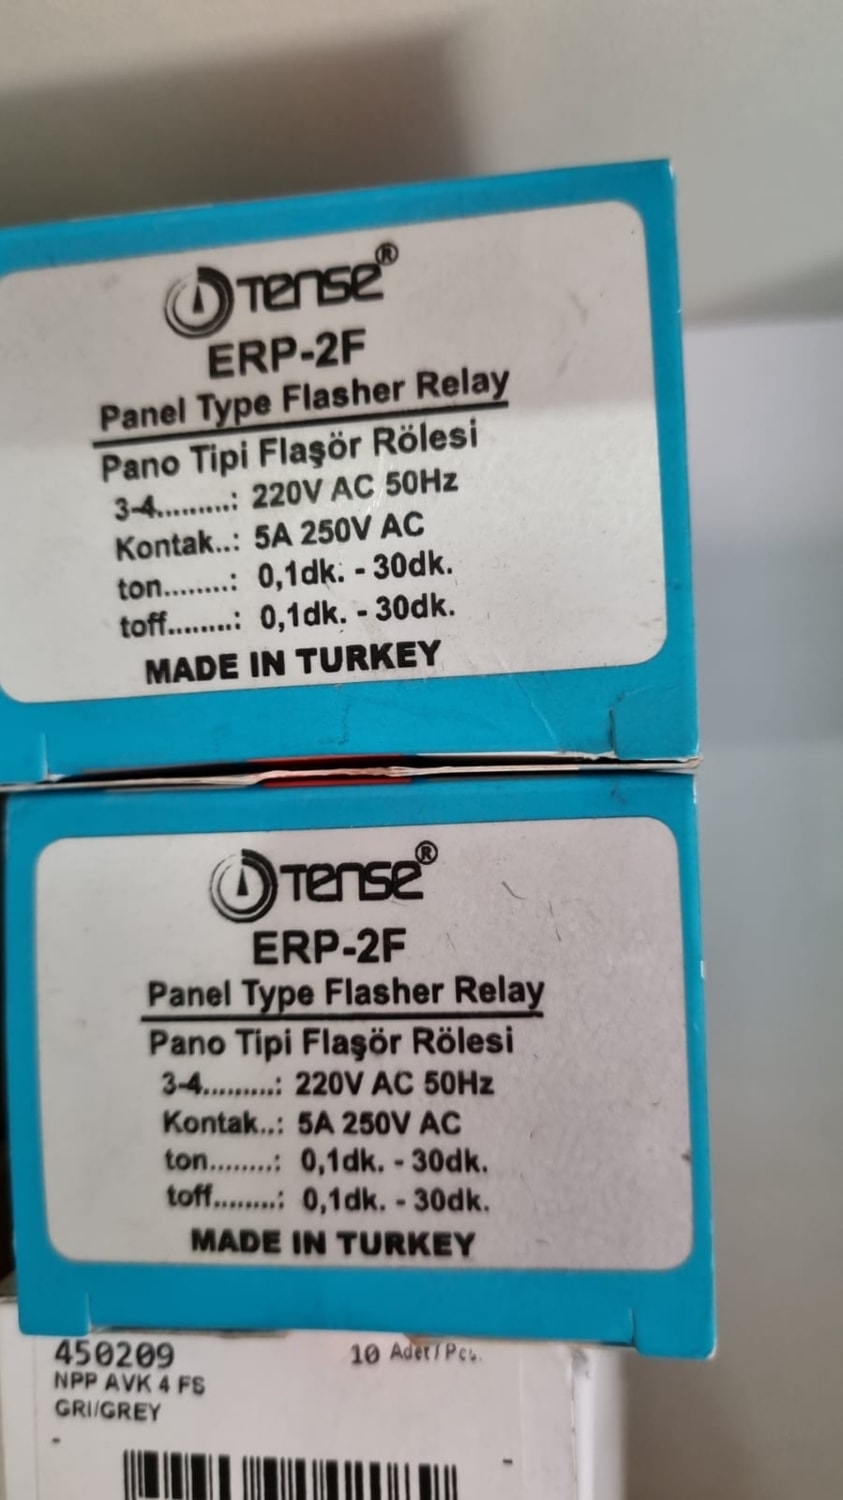 TENSE®
ERP-2F
Panel Type Flasher Relay
Pano Tipi Flaşör Rölesi
3-4.........: 220V AC 50Hz
Kontak..: 5A 250V AC
ton........: 0,1dk. - 30dk.
toff........: 0,1dk. - 30dk.
MADE IN TURKEY
TENSE®
ERP-2F
Panel Type Flasher Relay
Pano Tipi Flaşör Rölesi
3-4.........: 220V AC 50Hz
Kontak..: 5A 250V AC
ton........: 0,1dk. - 30dk.
toff........: 0,1dk. - 30dk.
MADE IN TURKEY
450209 10 Adet/Pcs.
NPP AVK 4 FS
GRI/GREY
- -